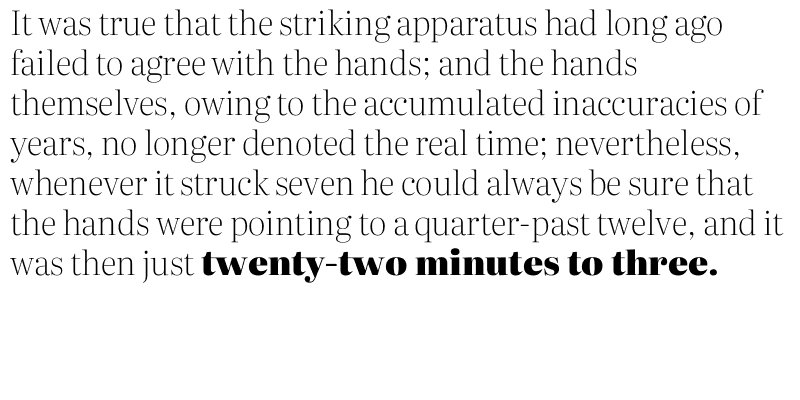 It was true that the striking apparatus had long ago
failed to agree with the hands; and the hands
themselves, owing to the accumulated inaccuracies of
years, no longer denoted the real time; nevertheless,
whenever it struck seven he could always be sure that
the hands were pointing to a quarter-past twelve, and it
was then just twenty-two minutes to three.